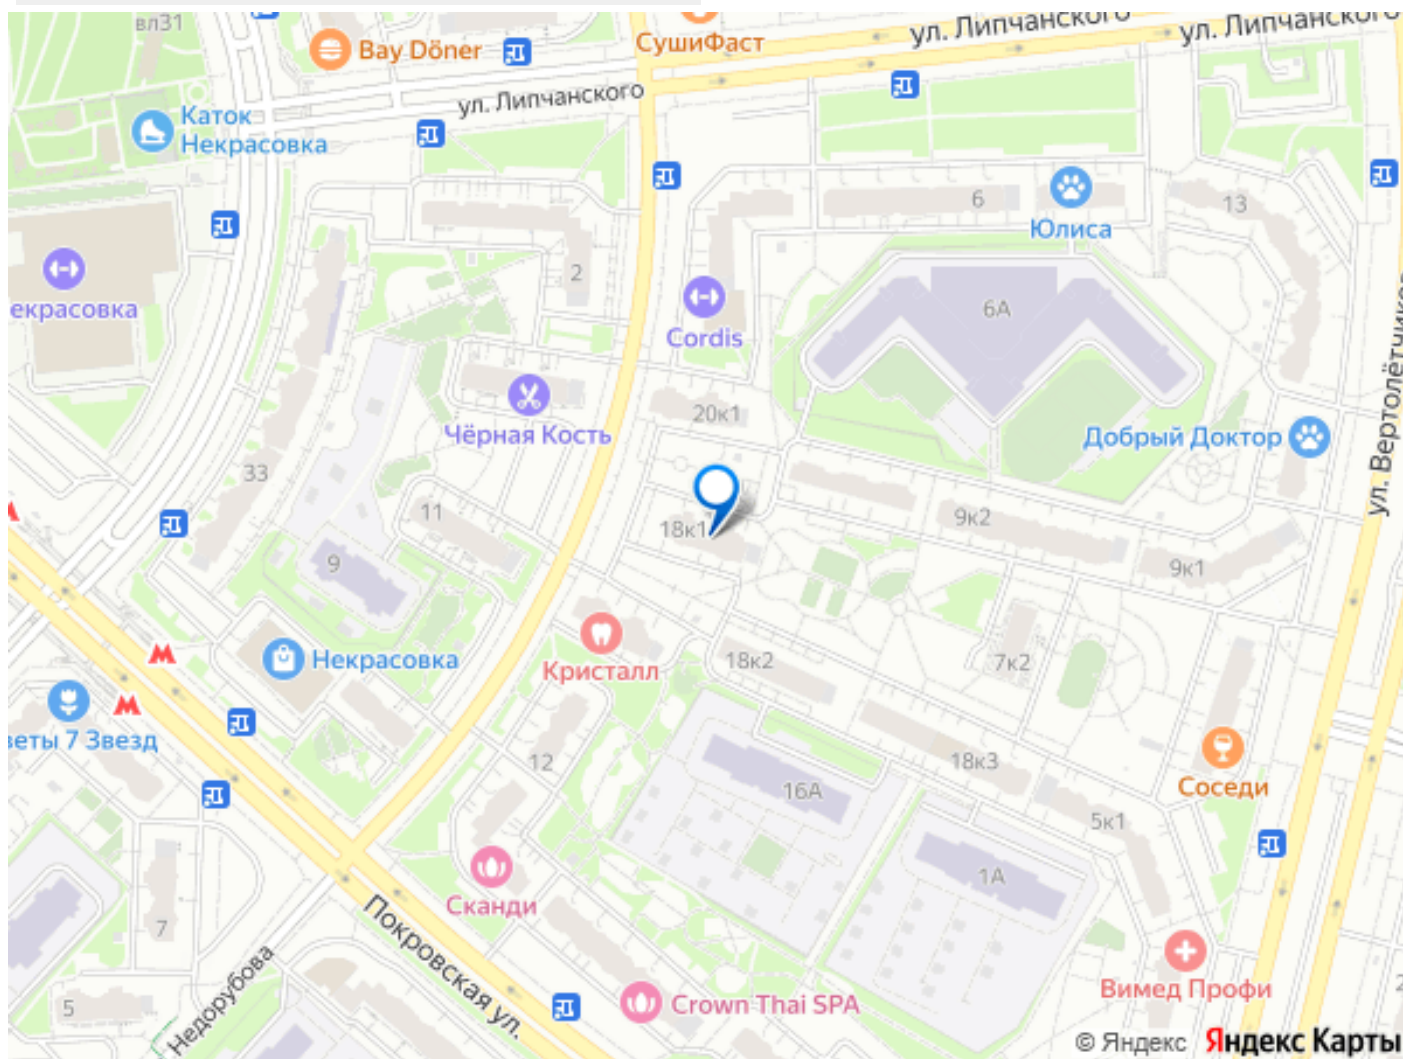 вл31
Bay Döner
СушиФаст
ул. Липчанского
ул. Липчанского
ул. Липчанского
Каток
Некрасовка
6
13
Юлиса
2
екрасовка
Cordis
6А
ул. Вертолётчиков
20к1
Чёрная Кость
Добрый Доктор
33
11
18к1
9к2
9
9к1
Некрасовка
Кристалл
18к2
7к2
веты 7 Звезд
12
16А
18к3
Соседи
5к1
1А
Сканди
7
Покровская ул.
Недорубова
5
Crown Thai SPA
Вимед Профи
2
© Яндекс Яндекс Карты